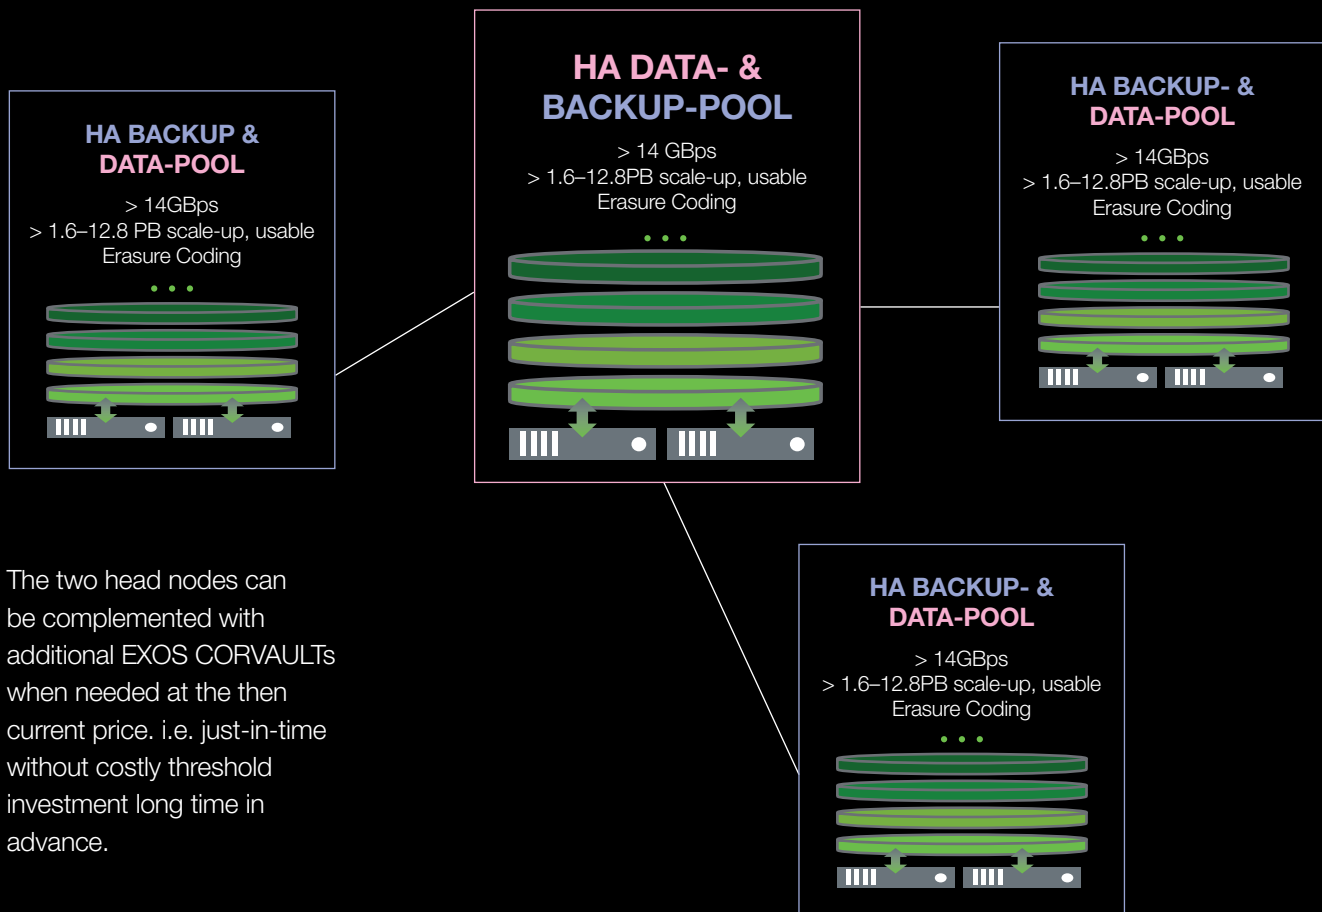 HA BACKUP &
DATA-POOL
> 14GBps
> 1.6–12.8 PB scale-up, usable
Erasure Coding
HA DATA- &
BACKUP-POOL
> 14 GBps
> 1.6–12.8PB scale-up, usable
Erasure Coding
HA BACKUP- &
DATA-POOL
> 14GBps
> 1.6–12.8PB scale-up, usable
Erasure Coding
The two head nodes can
be complemented with
additional EXOS CORVAULTs
when needed at the then
current price. i.e. just-in-time
without costly threshold
investment long time in
advance.
HA BACKUP- &
DATA-POOL
> 14GBps
> 1.6–12.8PB scale-up, usable
Erasure Coding